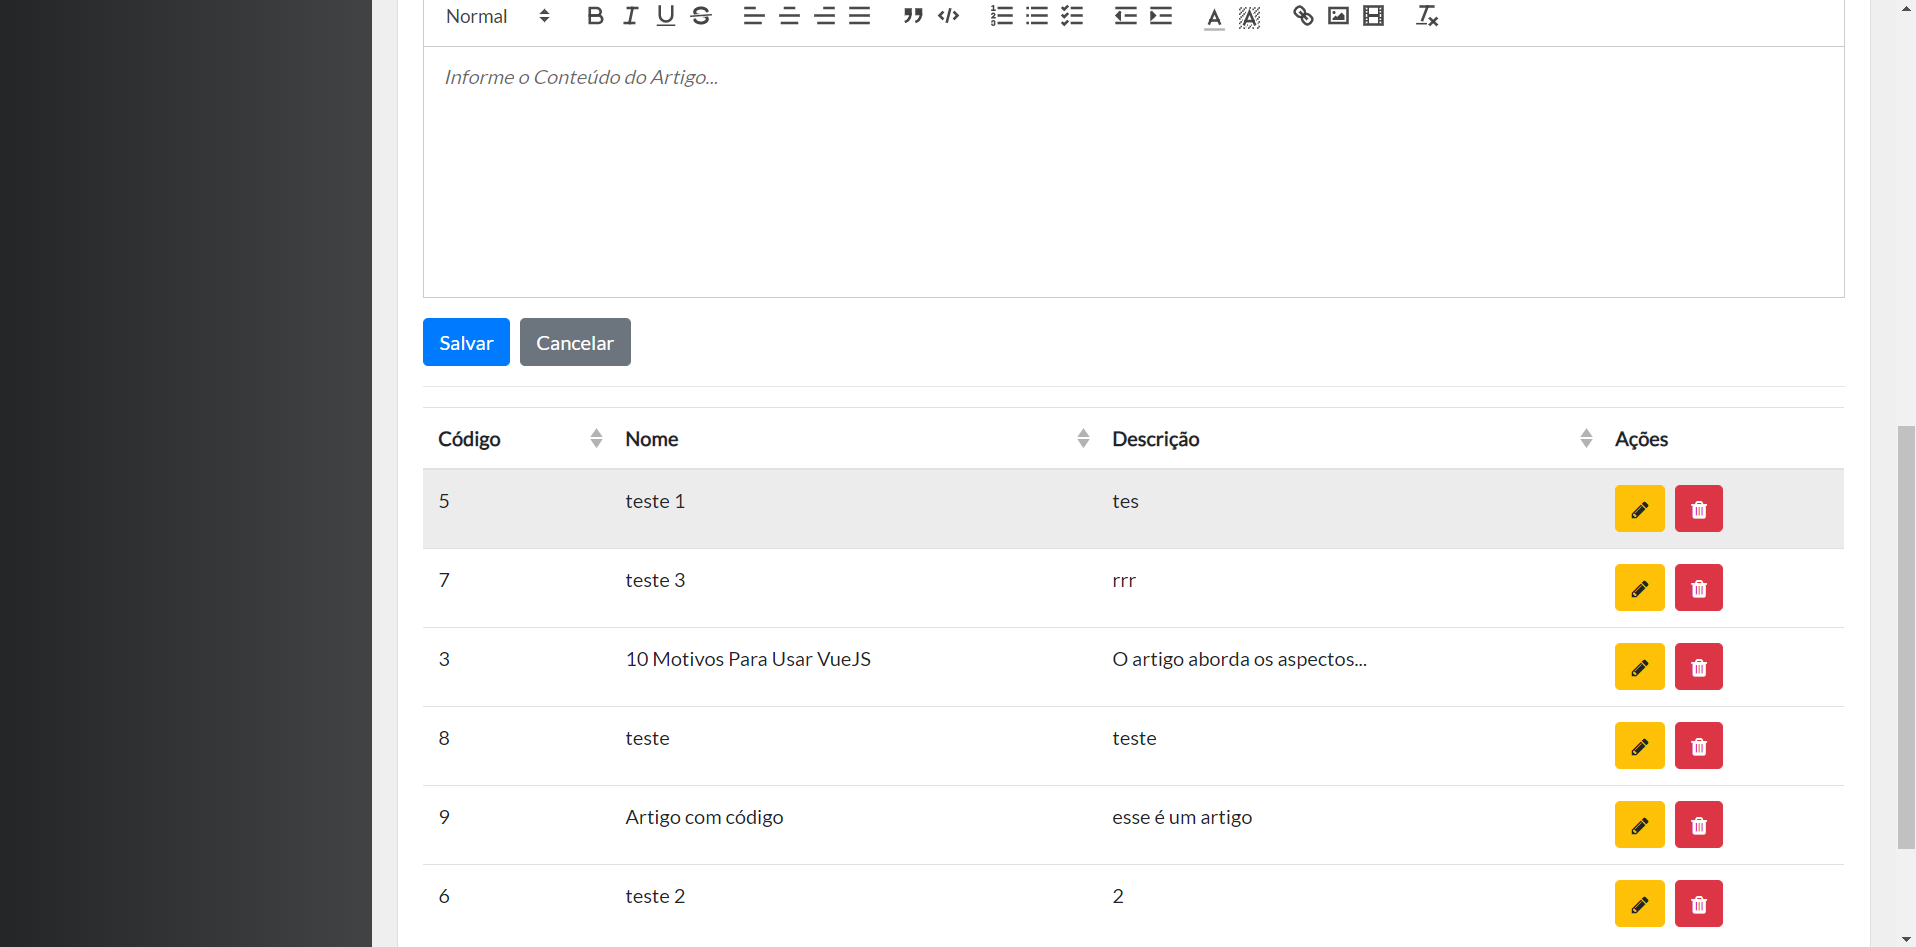 Normal
Informe o Conteúdo do Artigo...
Salvar Cancelar
Código Nome Descrição Ações
5 teste 1 tes
7 teste 3 rrr
3 10 Motivos Para Usar VueJS O artigo aborda os aspectos...
8 teste teste
9 Artigo com código esse é um artigo
6 teste 2 2